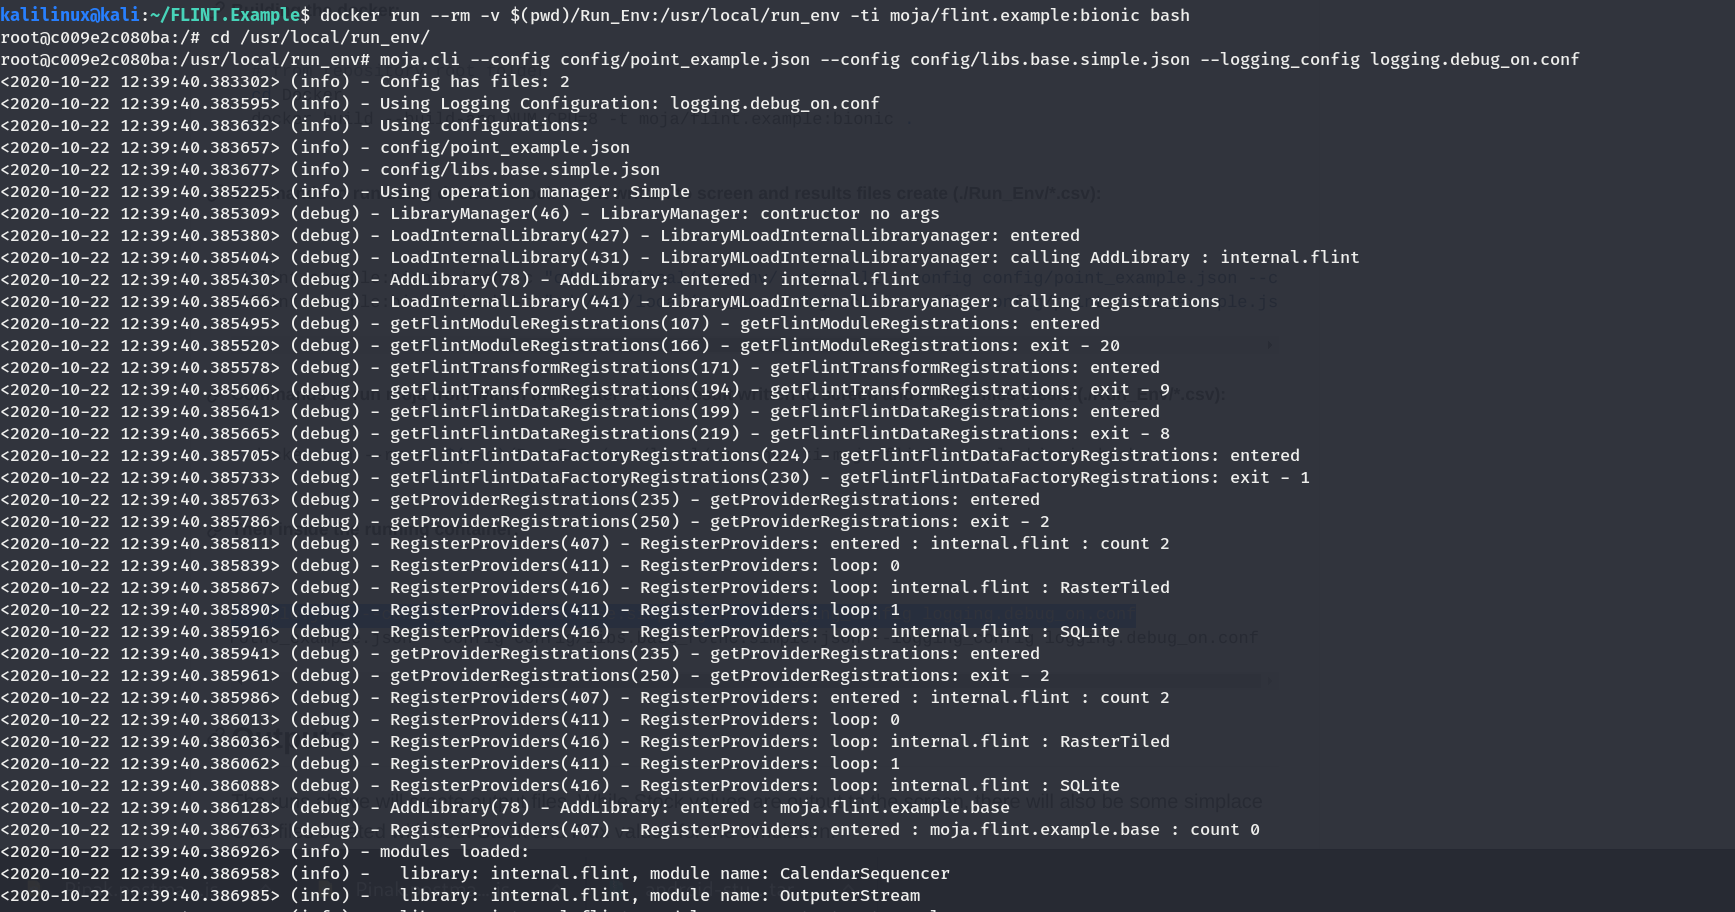 kalilinux@kali:~/FLINT.Example$ docker run --rm -v $(pwd)/Run_Env:/usr/local/run_env -ti moja/flint.example:bionic bash
root@c009e2c080ba:/# cd /usr/local/run_env/
root@c009e2c080ba:/usr/local/run_env# moja.cli --config config/point_example.json --config config/libs.base.simple.json --logging_config logging.debug_on.conf
<2020-10-22 12:39:40.383302> (info) - Config has files: 2
<2020-10-22 12:39:40.383595> (info) - Using Logging Configuration: logging.debug_on.conf
<2020-10-22 12:39:40.383632> (info) - Using configurations:
<2020-10-22 12:39:40.383657> (info) - config/point_example.json
<2020-10-22 12:39:40.383677> (info) - config/libs.base.simple.json
<2020-10-22 12:39:40.385225> (info) - Using operation manager: Simple
<2020-10-22 12:39:40.385309> (debug) - LibraryManager(46) - LibraryManager: contructor no args
<2020-10-22 12:39:40.385380> (debug) - LoadInternalLibrary(427) - LibraryMLoadInternalLibraryanager: entered
<2020-10-22 12:39:40.385404> (debug) - LoadInternalLibrary(431) - LibraryMLoadInternalLibraryanager: calling AddLibrary : internal.flint
<2020-10-22 12:39:40.385430> (debug) - AddLibrary(78) - AddLibrary: entered : internal.flint
<2020-10-22 12:39:40.385466> (debug) - LoadInternalLibrary(441) - LibraryMLoadInternalLibraryanager: calling registrations
<2020-10-22 12:39:40.385495> (debug) - getFlintModuleRegistrations(107) - getFlintModuleRegistrations: entered
<2020-10-22 12:39:40.385520> (debug) - getFlintModuleRegistrations(166) - getFlintModuleRegistrations: exit - 20
<2020-10-22 12:39:40.385578> (debug) - getFlintTransformRegistrations(171) - getFlintTransformRegistrations: entered
<2020-10-22 12:39:40.385606> (debug) - getFlintTransformRegistrations(194) - getFlintTransformRegistrations: exit - 9
<2020-10-22 12:39:40.385641> (debug) - getFlintFlintDataRegistrations(199) - getFlintFlintDataRegistrations: entered
<2020-10-22 12:39:40.385665> (debug) - getFlintFlintDataRegistrations(219) - getFlintFlintDataRegistrations: exit - 8
<2020-10-22 12:39:40.385705> (debug) - getFlintFlintDataFactoryRegistrations(224) - getFlintFlintDataFactoryRegistrations: entered
<2020-10-22 12:39:40.385733> (debug) - getFlintFlintDataFactoryRegistrations(230) - getFlintFlintDataFactoryRegistrations: exit - 1
<2020-10-22 12:39:40.385763> (debug) - getProviderRegistrations(235) - getProviderRegistrations: entered
<2020-10-22 12:39:40.385788> (debug) - getProviderRegistrations(250) - getProviderRegistrations: exit - 2
<2020-10-22 12:39:40.385811> (debug) - RegisterProviders(407) - RegisterProviders: entered : internal.flint : count 2
<2020-10-22 12:39:40.385839> (debug) - RegisterProviders(411) - RegisterProviders: loop: 0
<2020-10-22 12:39:40.385867> (debug) - RegisterProviders(416) - RegisterProviders: loop: internal.flint : RasterTiled
<2020-10-22 12:39:40.385890> (debug) - RegisterProviders(411) - RegisterProviders: loop: 1
<2020-10-22 12:39:40.385916> (debug) - RegisterProviders(416) - RegisterProviders: loop: internal.flint : SQLite
<2020-10-22 12:39:40.385941> (debug) - getProviderRegistrations(235) - getProviderRegistrations: entered
<2020-10-22 12:39:40.385961> (debug) - getProviderRegistrations(250) - getProviderRegistrations: exit - 2
<2020-10-22 12:39:40.385986> (debug) - RegisterProviders(407) - RegisterProviders: entered : internal.flint : count 2
<2020-10-22 12:39:40.386013> (debug) - RegisterProviders(411) - RegisterProviders: loop: 0
<2020-10-22 12:39:40.386036> (debug) - RegisterProviders(416) - RegisterProviders: loop: internal.flint : RasterTiled
<2020-10-22 12:39:40.386062> (debug) - RegisterProviders(411) - RegisterProviders: loop: 1
<2020-10-22 12:39:40.386088> (debug) - RegisterProviders(416) - RegisterProviders: loop: internal.flint : SQLite
<2020-10-22 12:39:40.386128> (debug) - AddLibrary(78) - AddLibrary: entered : moja.flint.example.base
<2020-10-22 12:39:40.386763> (debug) - RegisterProviders(407) - RegisterProviders: entered : moja.flint.example.base : count 0
<2020-10-22 12:39:40.386926> (info) - modules loaded:
<2020-10-22 12:39:40.386958> (info) -   library: internal.flint, module name: CalendarSequencer
<2020-10-22 12:39:40.386985> (info) -   library: internal.flint, module name: OutputerStream